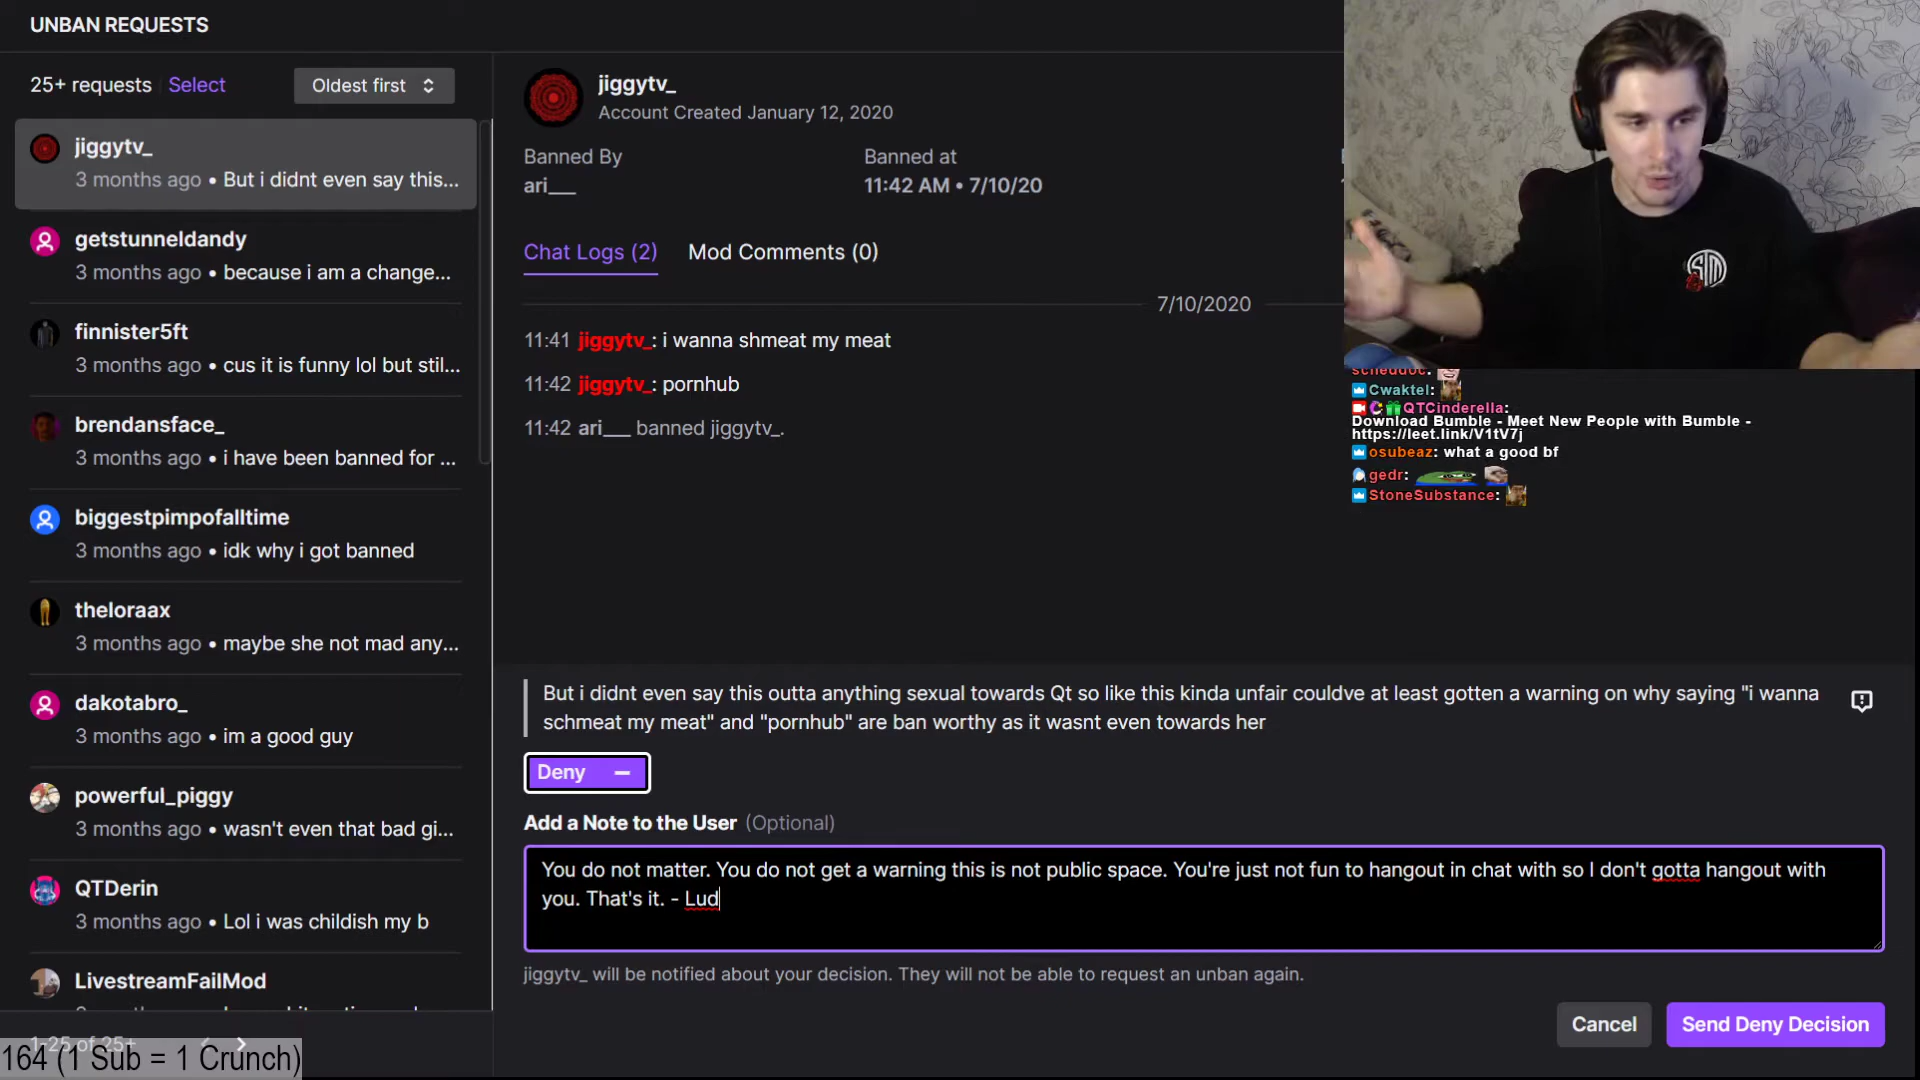 UNBAN REQUESTS
25+ requests Select Oldest first
jiggytv_
3 months ago • But i didnt even say this...
getstunneldandy
3 months ago • because i am a change...
finnister5ft
3 months ago • cus it is funny lol but stil...
brendansface_
3 months ago • i have been banned for ...
biggestpimpofalltime
3 months ago • idk why i got banned
theloraax
3 months ago • maybe she not mad any...
dakotabro_
3 months ago • im a good guy
powerful_piggy
3 months ago • wasn't even that bad gi...
QTDerin
3 months ago • Lol i was childish my b
LivestreamFailMod
1-25 of 25+
164 (1 Sub = 1 Crunch)
jiggytv_
Account Created January 12, 2020
Banned By
ari___
Banned at
11:42 AM • 7/10/20
Chat Logs (2) Mod Comments (0)
7/10/2020
11:41 jiggytv_: i wanna shmeat my meat
11:42 jiggytv_: pornhub
11:42 ari___ banned jiggytv_.
But i didnt even say this outta anything sexual towards Qt so like this kinda unfair couldve at least gotten a warning on why saying "i wanna
schmeat my meat" and "pornhub" are ban worthy as it wasnt even towards her
Deny
Add a Note to the User (Optional)
You do not matter. You do not get a warning this is not public space. You're just not fun to hangout in chat with so I don't gotta hangout with
you. That's it. - Lud
jiggytv_ will be notified about your decision. They will not be able to request an unban again.
Cancel Send Deny Decision
TSM
scheddoc:
Cwaktel:
QTCinderella:
Download Bumble - Meet New People with Bumble -
https://leet.link/V1tV7j
osubeaz: what a good bf
gedr:
StoneSubstance: